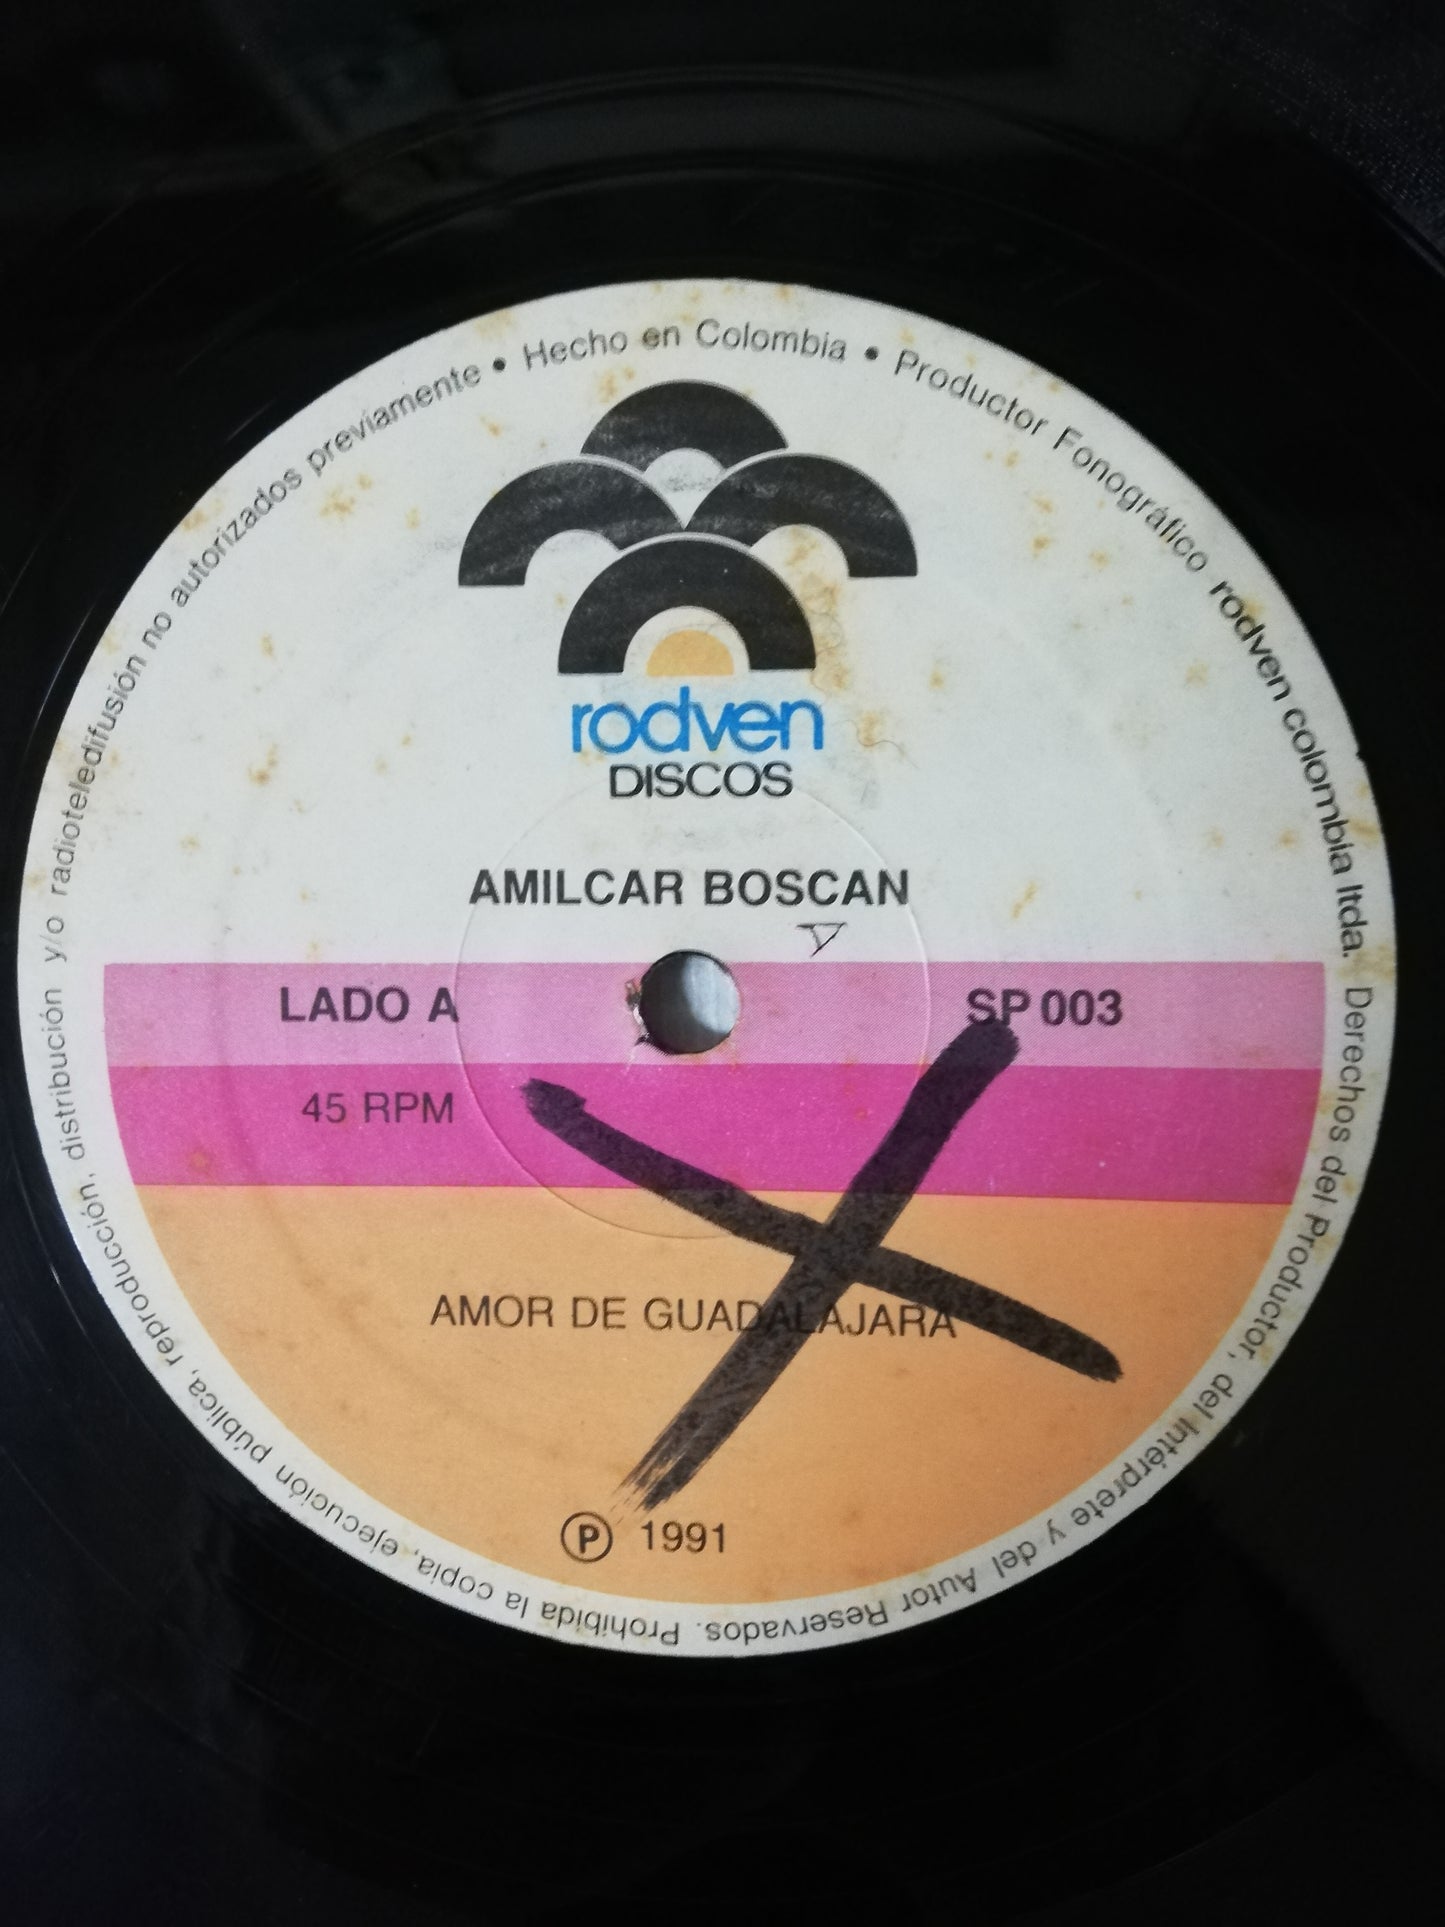 rodven
DISCOS
AMILCAR BOSCAN
LADO A
SP 003
45 RPM
AMOR DE GUADALAJARA
Ⓟ 1991
Hecho en Colombia • Productor Fonográfico rodven colombia ltda. Derechos del Productor, del Intérprete y del Autor Reservados. Prohibida la copia, ejecución pública, reproducción, distribución y/o radioteledifusión no autorizados previamente •